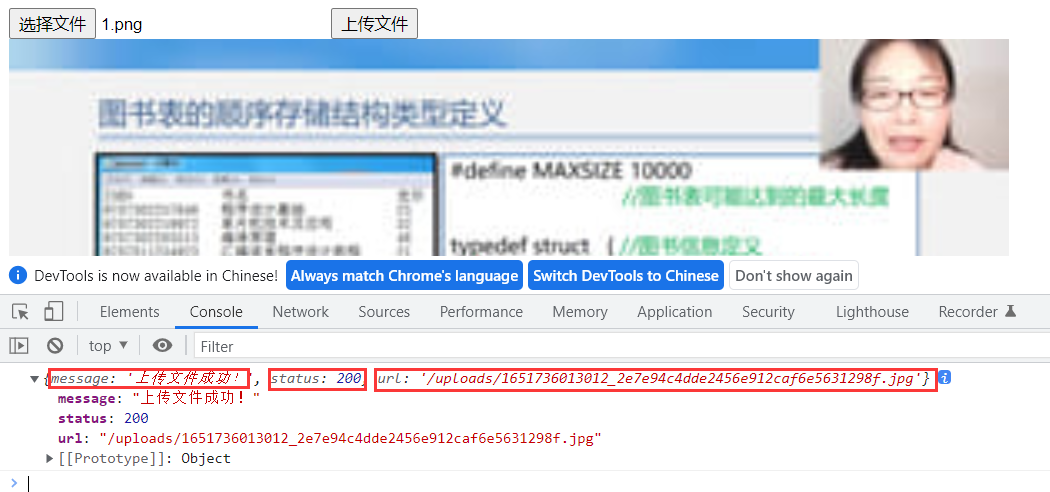 选择文件 1.png 上传文件
图书表的顺序存储结构类型定义
#define MAXSIZE 10000
//图书表可能达到的最大长度
typedef struct { //图书信息定义
DevTools is now available in Chinese! Always match Chrome's language Switch DevTools to Chinese Don't show again
Elements Console Network Sources Performance Memory Application Security Lighthouse Recorder
top Filter
{message: '上传文件成功！', status: 200, url: '/uploads/1651736013012_2e7e94c4dde2456e912caf6e5631298f.jpg'}
message: "上传文件成功！"
status: 200
url: "/uploads/1651736013012_2e7e94c4dde2456e912caf6e5631298f.jpg"
[[Prototype]]: Object